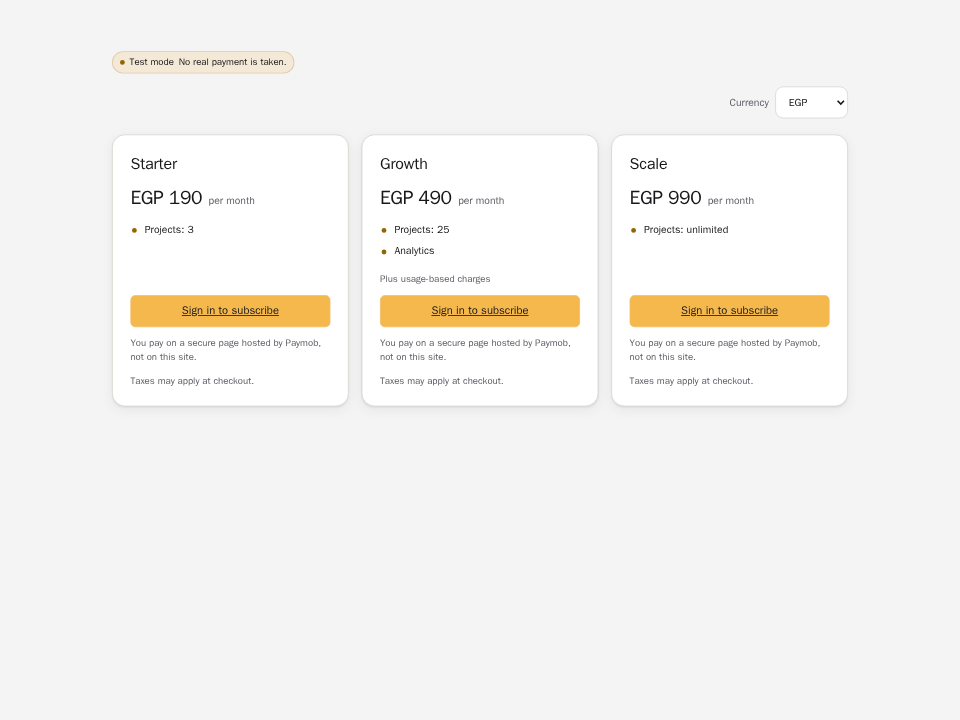 Test mode No real payment is taken.
Currency EGP
Starter
EGP 190 per month
Projects: 3
Sign in to subscribe
You pay on a secure page hosted by Paymob,
not on this site.
Taxes may apply at checkout.
Growth
EGP 490 per month
Projects: 25
Analytics
Plus usage-based charges
Sign in to subscribe
You pay on a secure page hosted by Paymob,
not on this site.
Taxes may apply at checkout.
Scale
EGP 990 per month
Projects: unlimited
Sign in to subscribe
You pay on a secure page hosted by Paymob,
not on this site.
Taxes may apply at checkout.